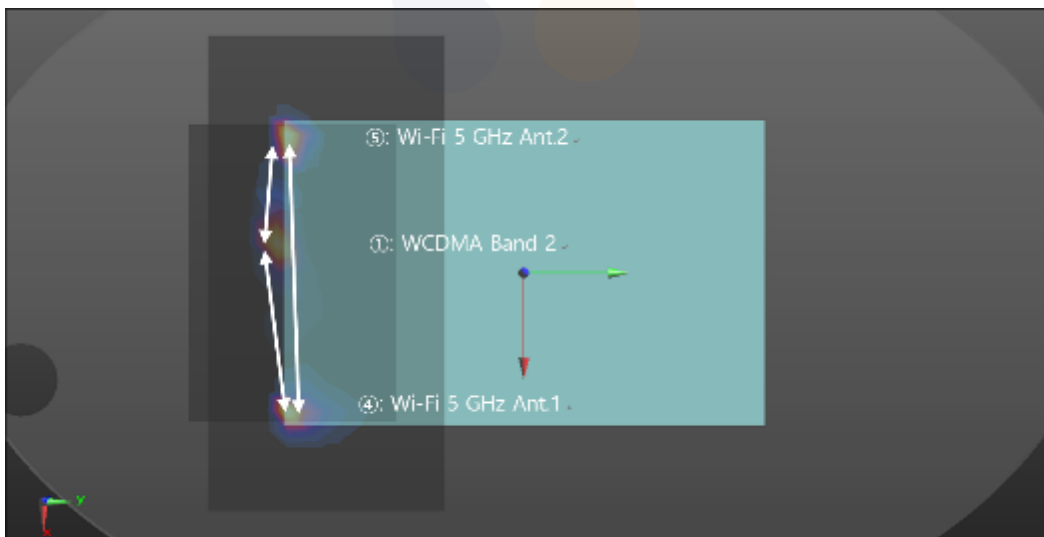 ⑤: Wi-Fi 5 GHz Ant.2
①: WCDMA Band 2
④: Wi-Fi 5 GHz Ant.1
y
x